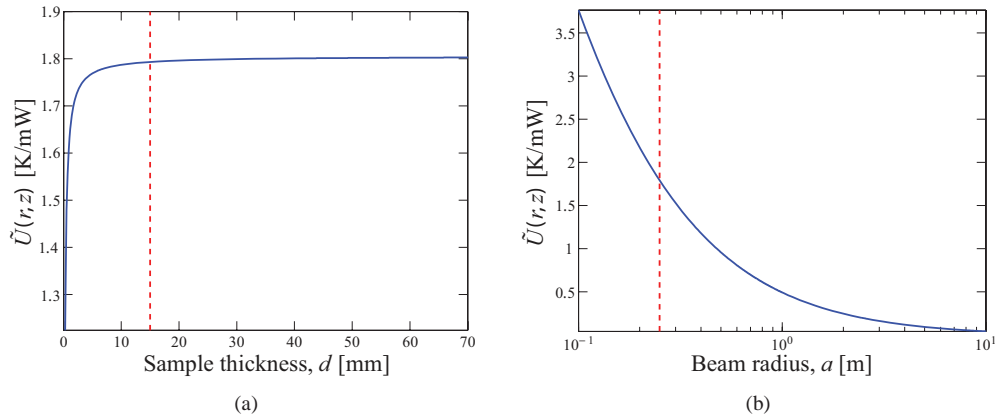 1.9
1.8
1.7
1.6
1.5
1.4
1.3
0 10 20 30 40 50 60 70
Ũ(r,z) [K/mW]
Sample thickness, d [mm]
(a)
3.5
3
2.5
2
1.5
1
0.5
10⁻¹ 10⁰ 10¹
Ũ(r,z) [K/mW]
Beam radius, a [m]
(b)